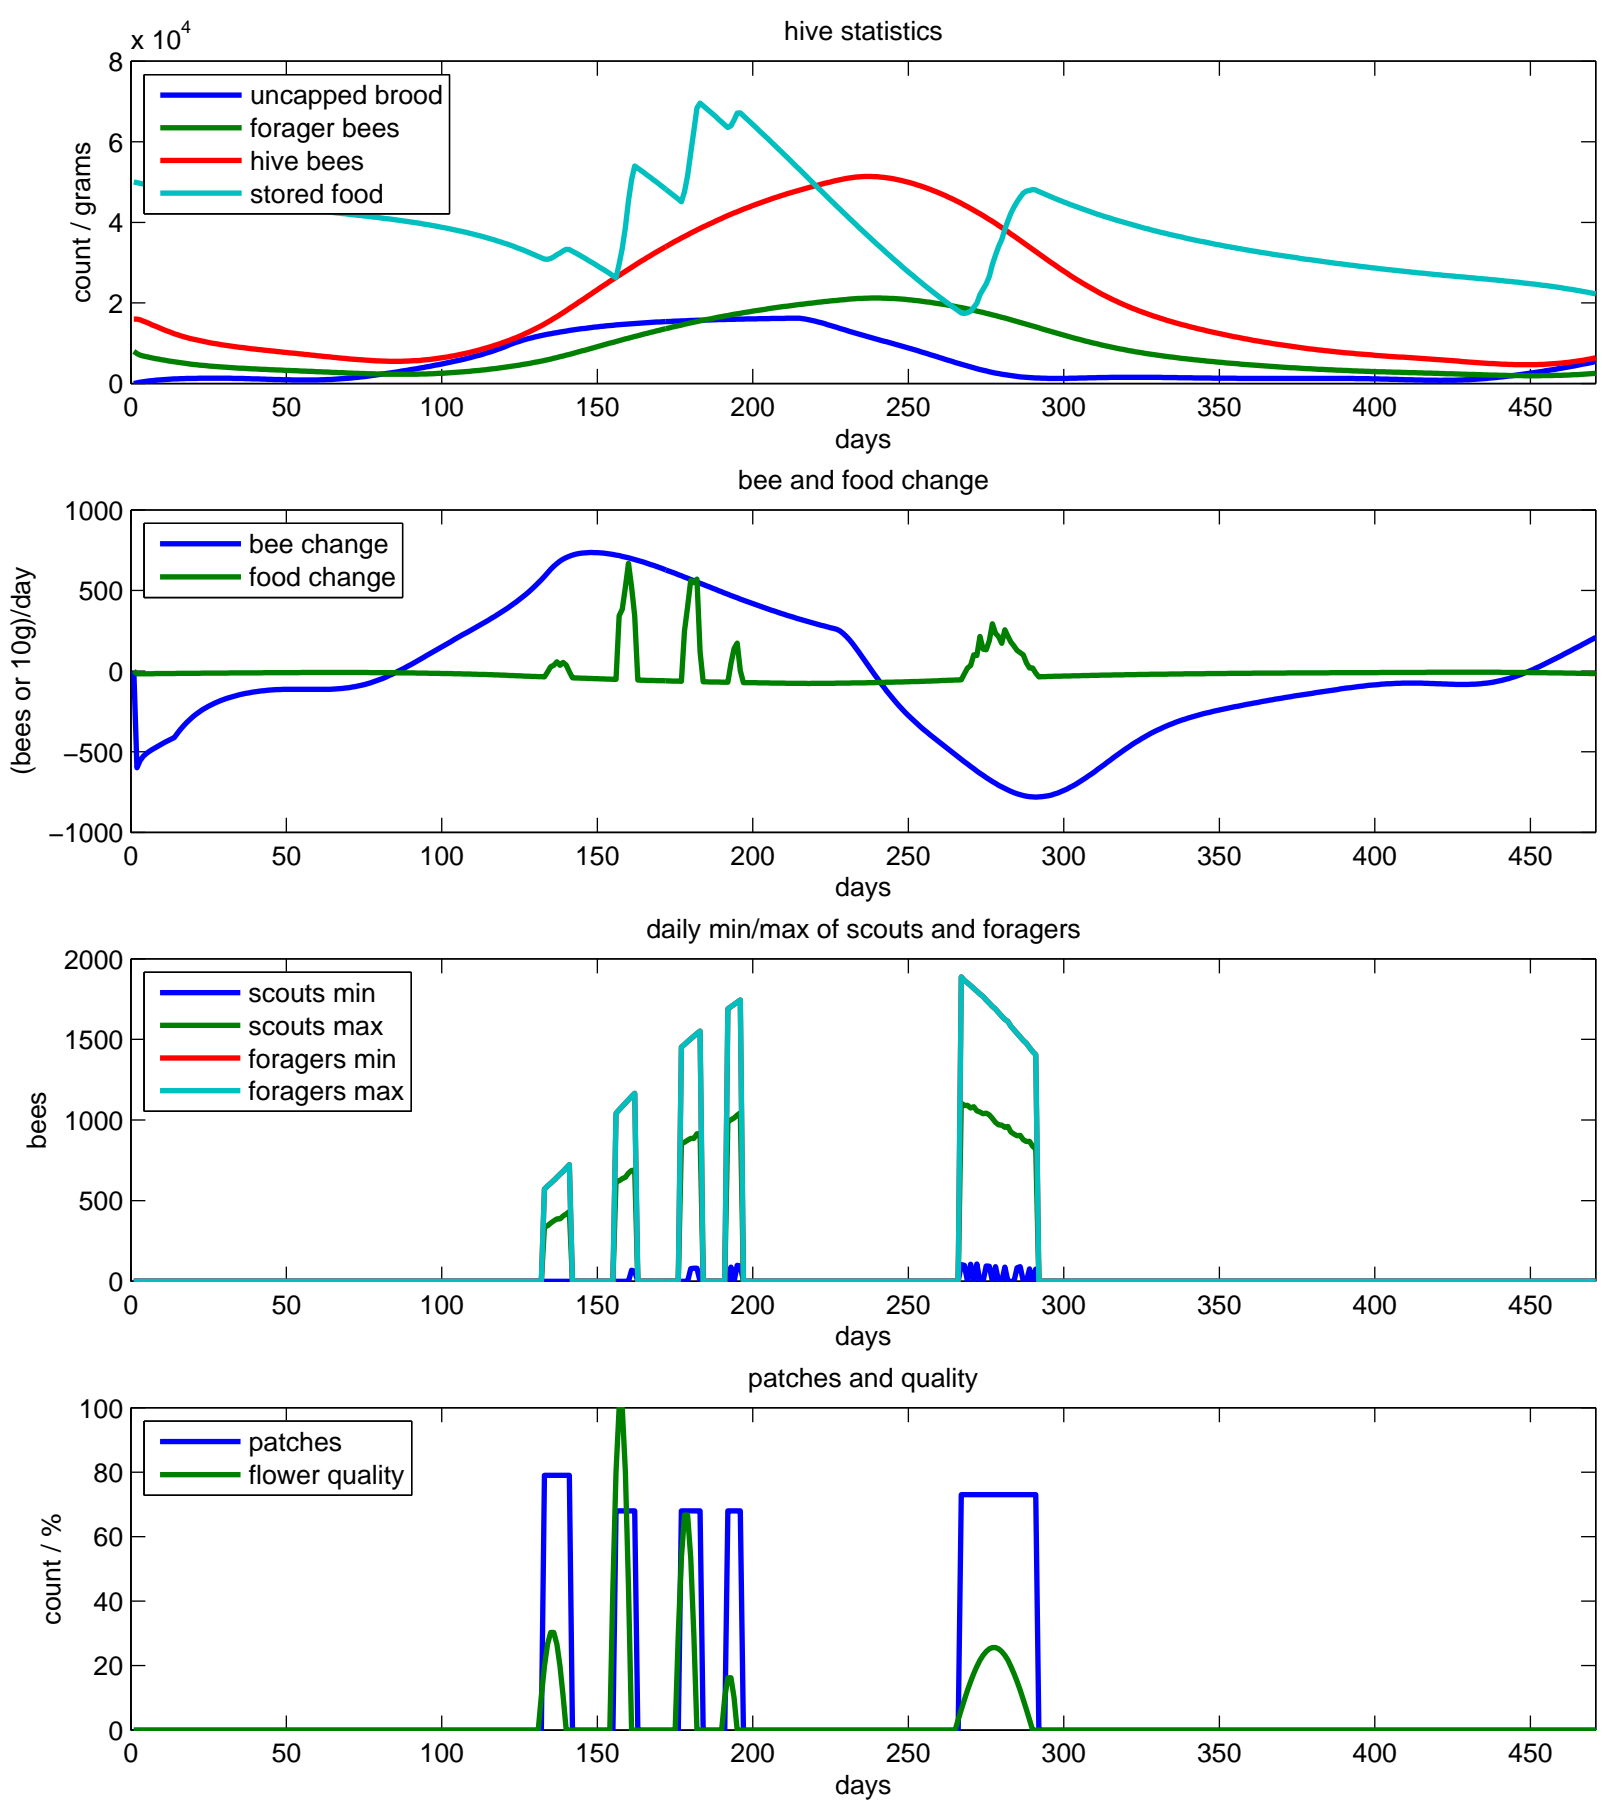 hive statistics
x 10^4
8
6
4
2
0
count / grams
uncapped brood
forager bees
hive bees
stored food
0 50 100 150 200 250 300 350 400 450
days
bee and food change
1000
500
0
−500
−1000
(bees or 10g)/day
bee change
food change
0 50 100 150 200 250 300 350 400 450
days
daily min/max of scouts and foragers
2000
1500
1000
500
0
bees
scouts min
scouts max
foragers min
foragers max
0 50 100 150 200 250 300 350 400 450
days
patches and quality
100
80
60
40
20
0
count / %
patches
flower quality
0 50 100 150 200 250 300 350 400 450
days